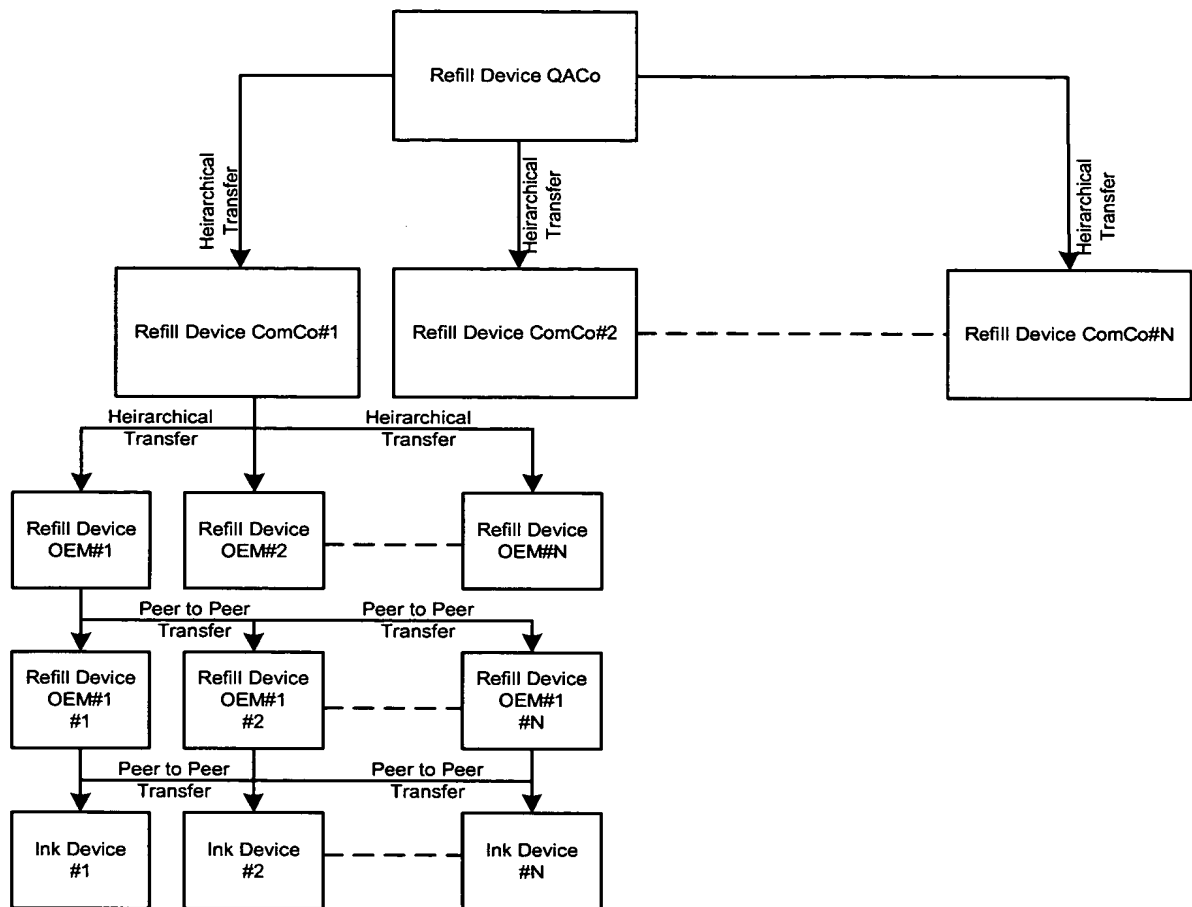 Refill Device QACo
Heirarchical
Transfer
Heirarchical
Transfer
Heirarchical
Transfer
Refill Device ComCo#1
Refill Device ComCo#2
Refill Device ComCo#N
Heirarchical
Transfer
Heirarchical
Transfer
Refill Device
OEM#1
Refill Device
OEM#2
Refill Device
OEM#N
Peer to Peer
Transfer
Peer to Peer
Transfer
Refill Device
OEM#1
#1
Refill Device
OEM#1
#2
Refill Device
OEM#1
#N
Peer to Peer
Transfer
Peer to Peer
Transfer
Ink Device
#1
Ink Device
#2
Ink Device
#N